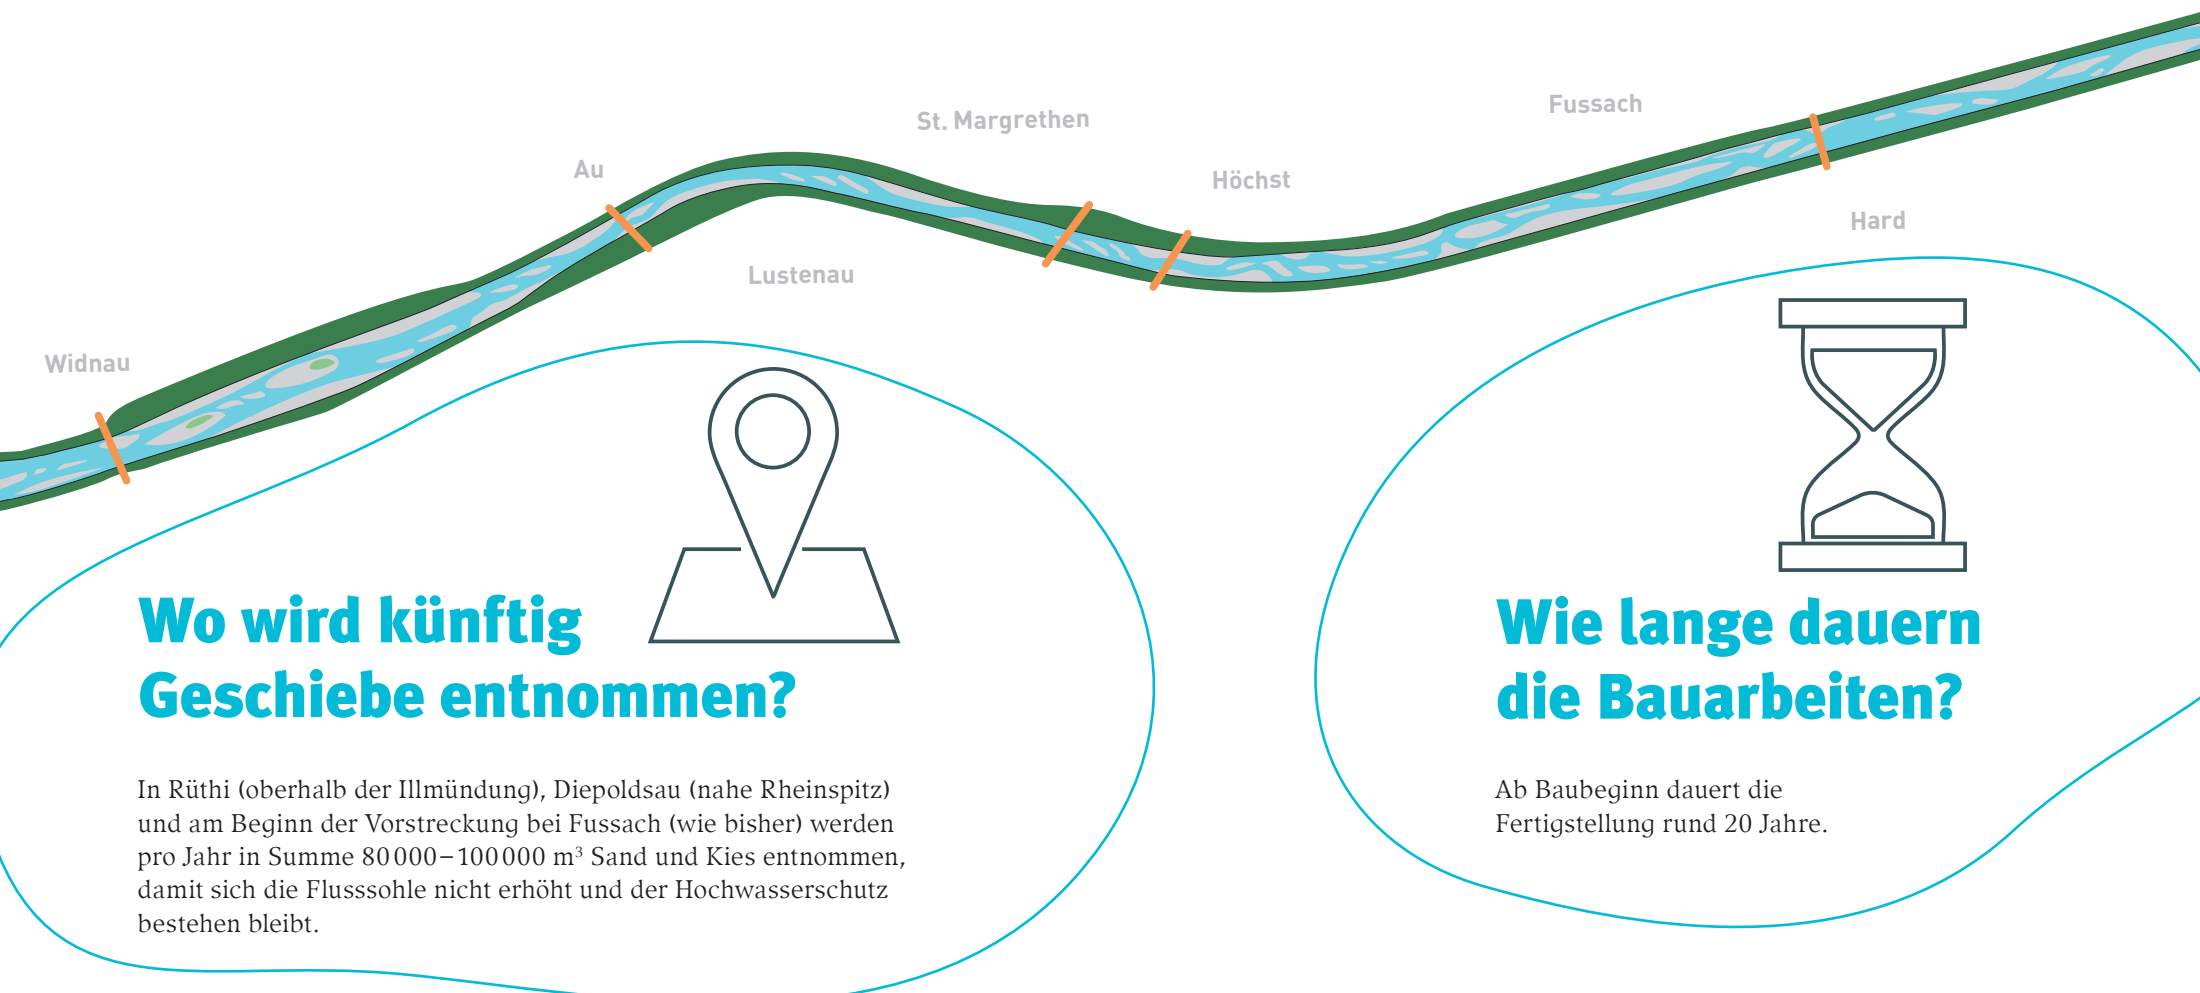 Fussach
St. Margrethen
Au
Höchst
Hard
Lustenau
Widnau
Wo wird künftig
Geschiebe entnommen?
In Rüthi (oberhalb der Illmündung), Diepoldsau (nahe Rheinspitz)
und am Beginn der Vorstreckung bei Fussach (wie bisher) werden
pro Jahr in Summe 80 000 – 100 000 m³ Sand und Kies entnommen,
damit sich die Flusssohle nicht erhöht und der Hochwasserschutz
bestehen bleibt.
Wie lange dauern
die Bauarbeiten?
Ab Baubeginn dauert die
Fertigstellung rund 20 Jahre.